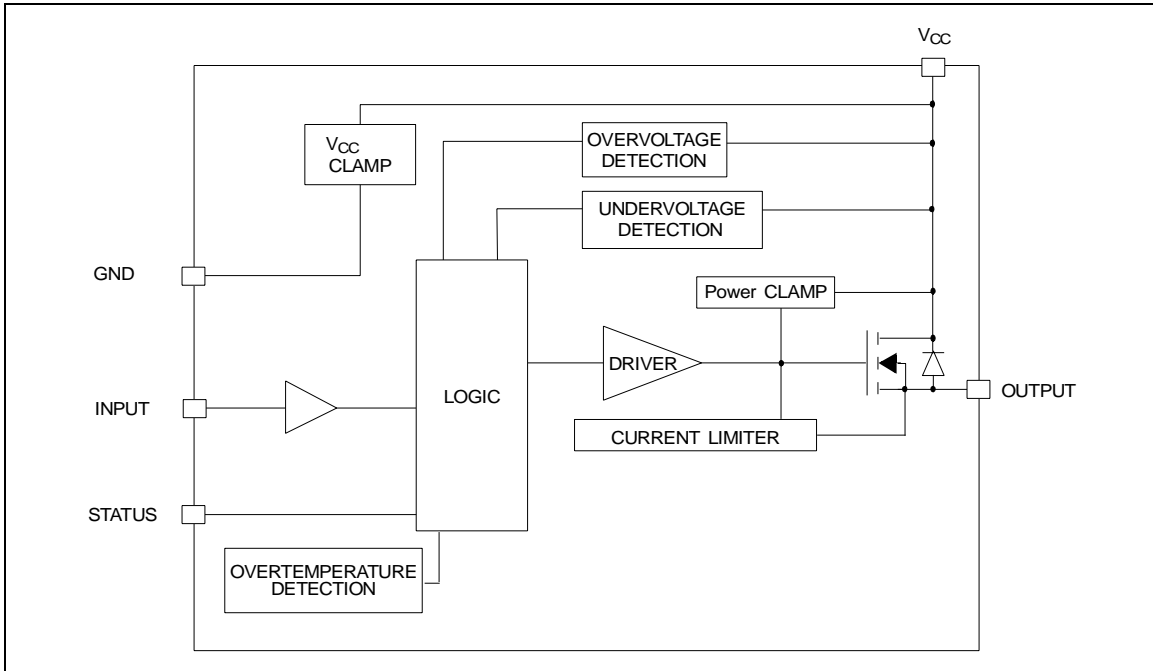 VCC
VCC
CLAMP
OVERVOLTAGE
DETECTION
UNDERVOLTAGE
DETECTION
GND
Power CLAMP
DRIVER
INPUT
LOGIC
OUTPUT
CURRENT LIMITER
STATUS
OVERTEMPERATURE
DETECTION